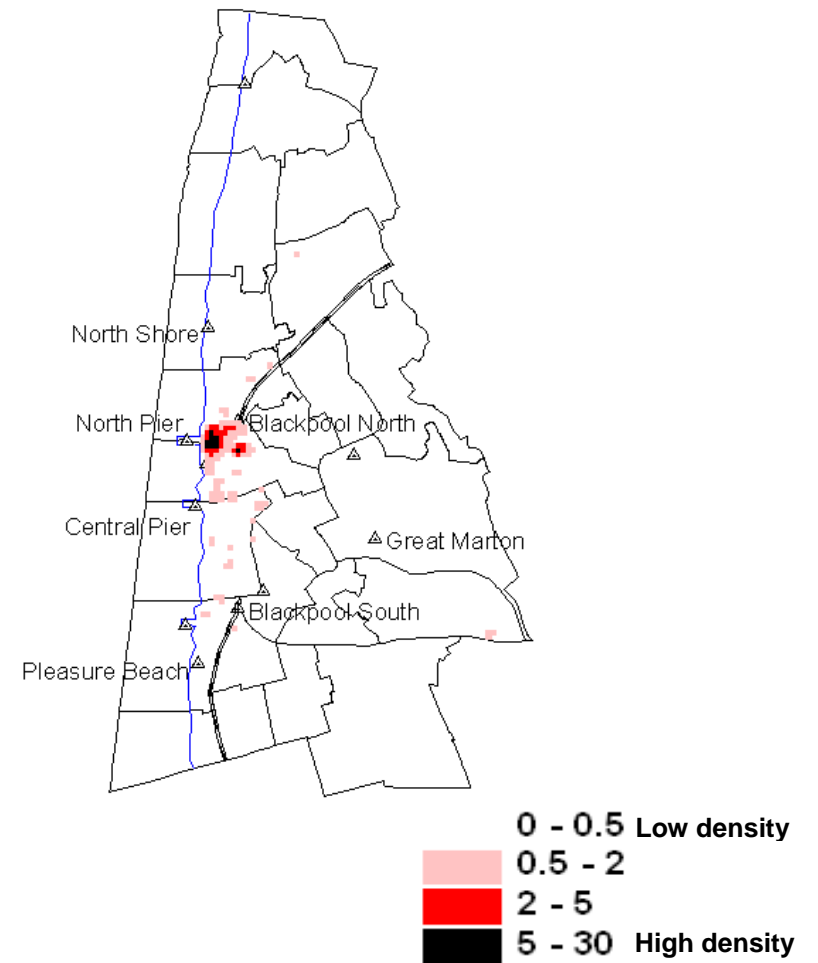 North Shore
North Pier
Blackpool North
Central Pier
Great Marton
Blackpool South
Pleasure Beach
0 - 0.5 Low density
0.5 - 2
2 - 5
5 - 30 High density